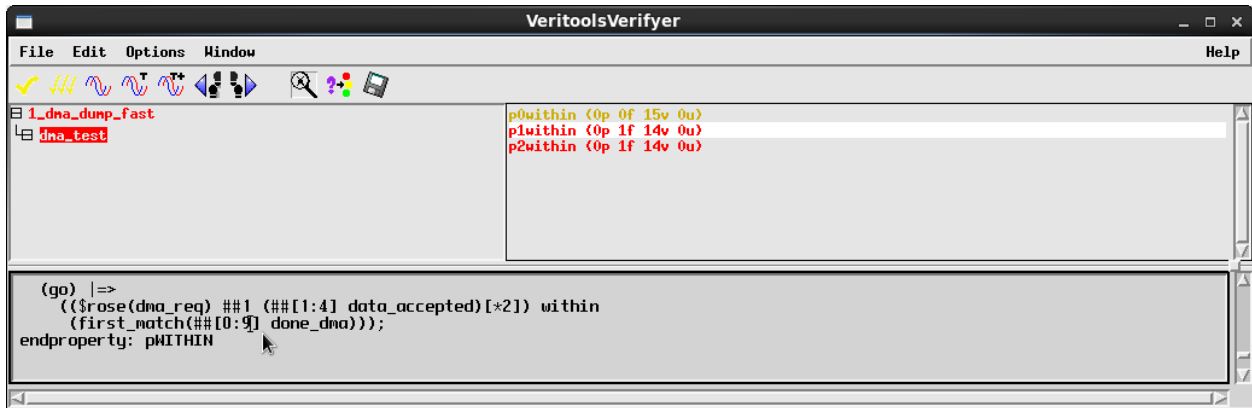 VeritoolsVerifyer
File Edit Options Window Help
1_dma_dump_fast
dma_test
p0within (0p 0f 15v 0u)
p1within (0p 1f 14v 0u)
p2within (0p 1f 14v 0u)
(go) |=>
(($rose(dma_req) ##1 (##[1:4] data_accepted)[*2]) within
(first_match(##[0:9] done_dma)));
endproperty: pWITHIN